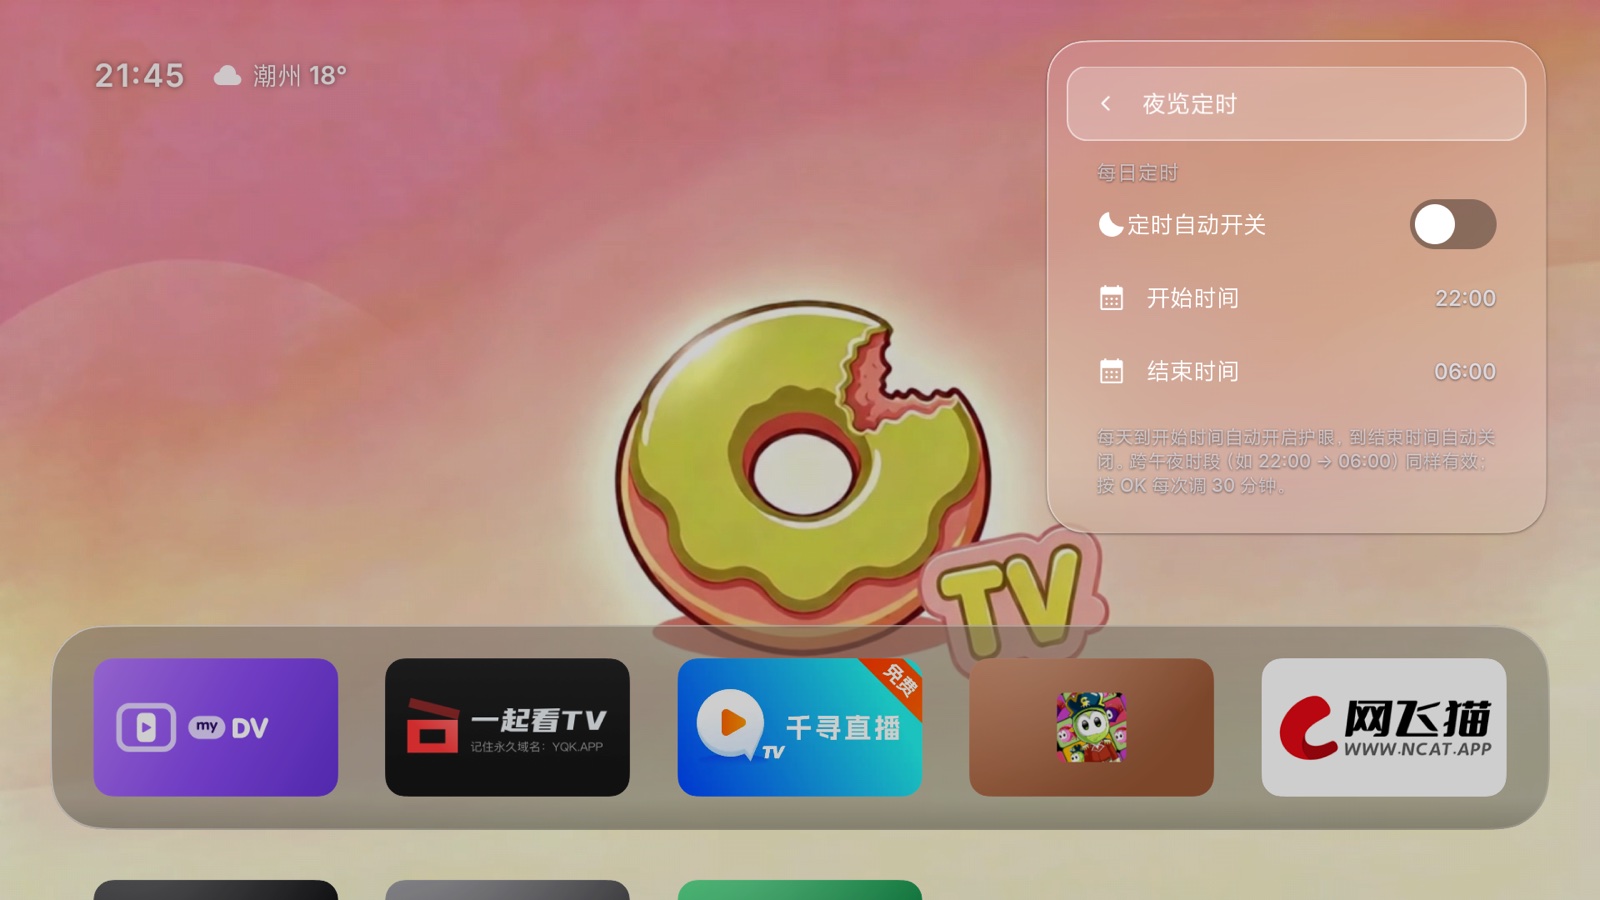 21:45 潮州 18°
夜览定时
每日定时
定时自动开关
开始时间 22:00
结束时间 06:00
每天到开始时间自动开启护眼，到结束时间自动关
闭。跨午夜时段（如 22:00 → 06:00）同样有效；
按 OK 每次调 30 分钟。
TV
my DV
一起看TV
记住永久域名：YQK.APP
千寻直播
TV
免费
网飞猫
WWW.NCAT.APP